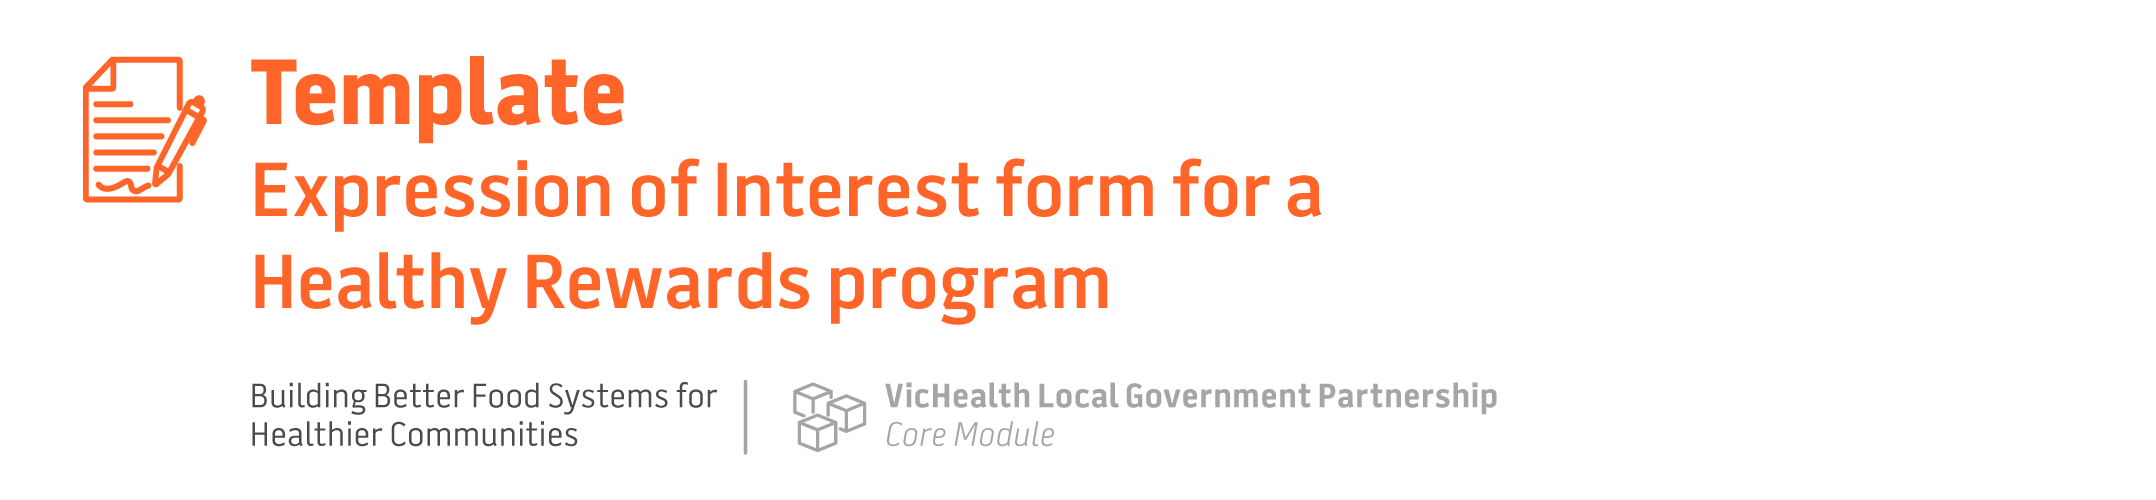 Template
Expression of Interest form for a
Healthy Rewards program
Building Better Food Systems for
Healthier Communities
VicHealth Local Government Partnership
Core Module